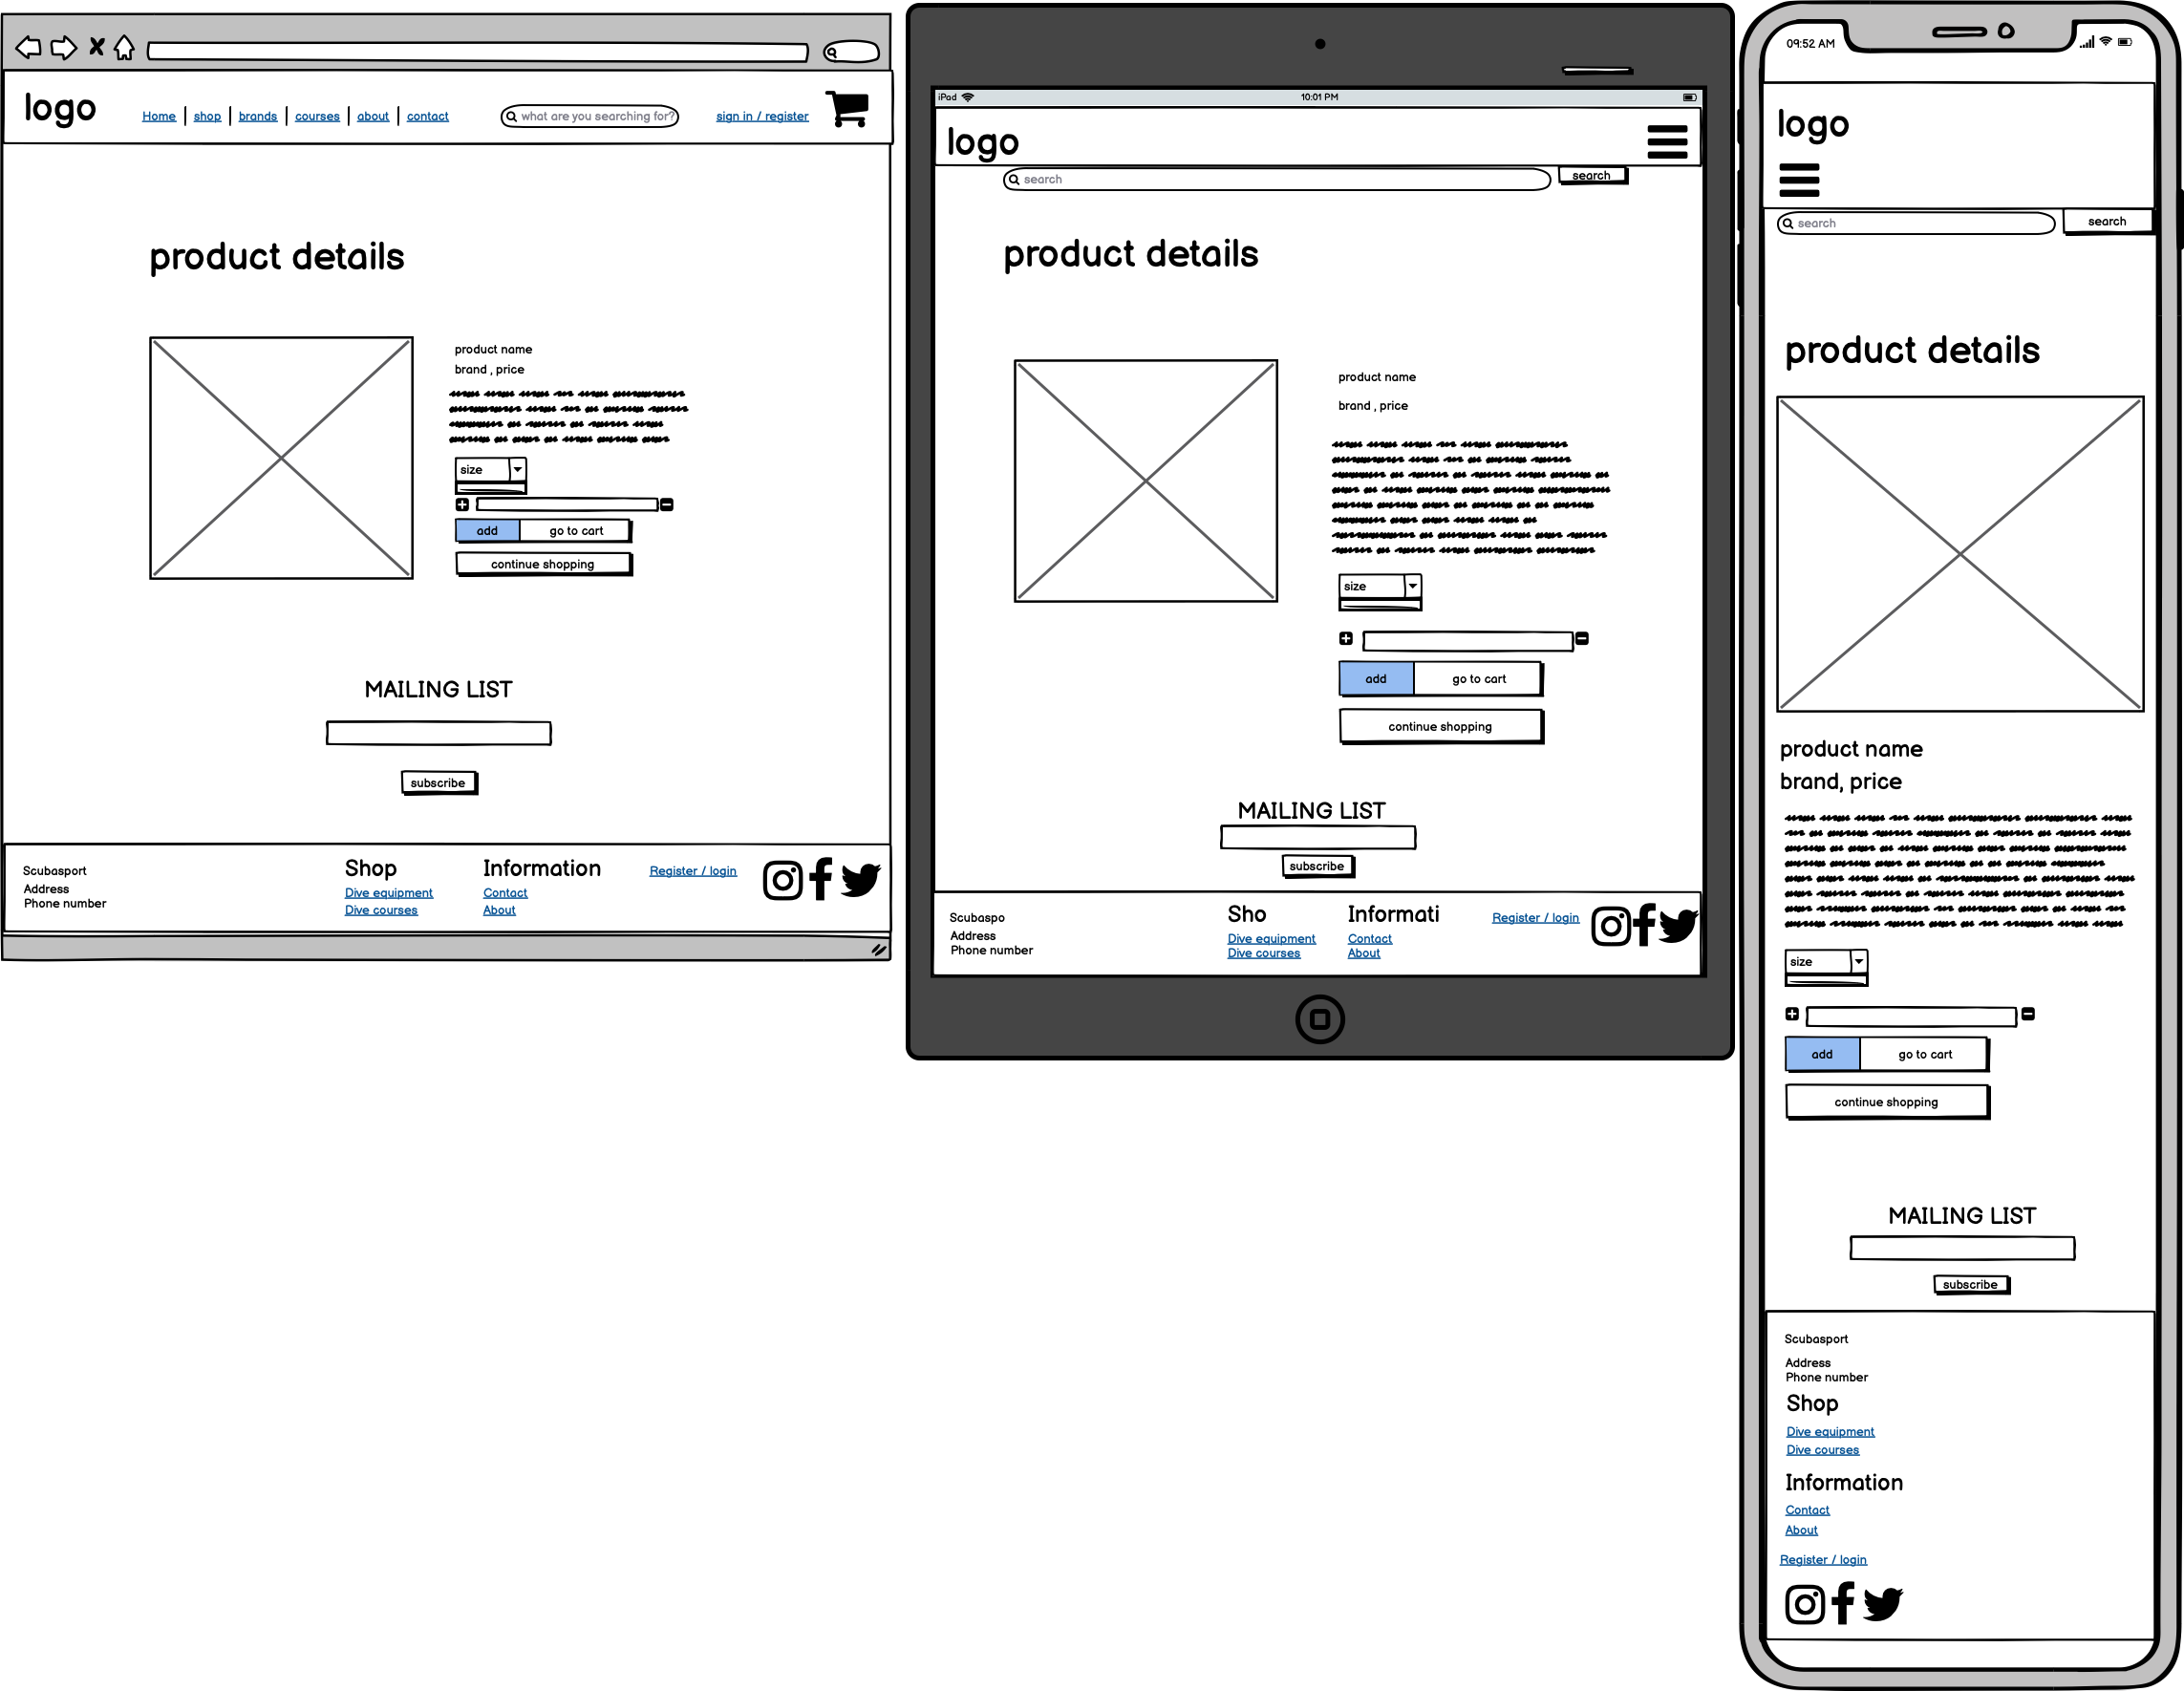 logo
Home | shop | brands | courses | about | contact
what are you searching for?
sign in / register
product details
product name
brand , price
size
add
go to cart
continue shopping
MAILING LIST
subscribe
Scubasport
Address
Phone number
Shop
Dive equipment
Dive courses
Information
Contact
About
Register / login
iPad
10:01 PM
logo
search
search
product details
product name
brand , price
size
add
go to cart
continue shopping
MAILING LIST
subscribe
Scubaspo
Address
Phone number
Sho
Dive equipment
Dive courses
Informati
Contact
About
Register / login
09:52 AM
logo
search
search
product details
product name
brand, price
size
add
go to cart
continue shopping
MAILING LIST
subscribe
Scubasport
Address
Phone number
Shop
Dive equipment
Dive courses
Information
Contact
About
Register / login